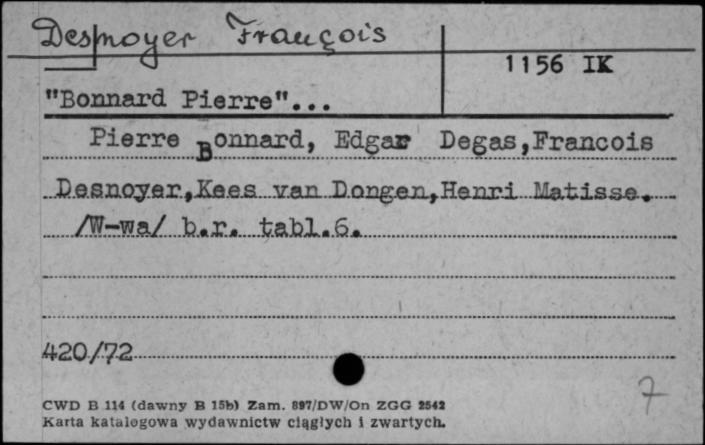 Desnoyer François
1156 IK
"Bonnard Pierre"...
Pierre Bonnard, Edgar Degas,Francois
Desnoyer,Kees van Dongen,Henri Matisse.
/W-wa/ b.r. tabl.6.
420/72
7
CWD B 114 (dawny B 15b) Zam. 897/DW/On ZGG 2542
Karta katalogowa wydawnictw ciągłych i zwartych.